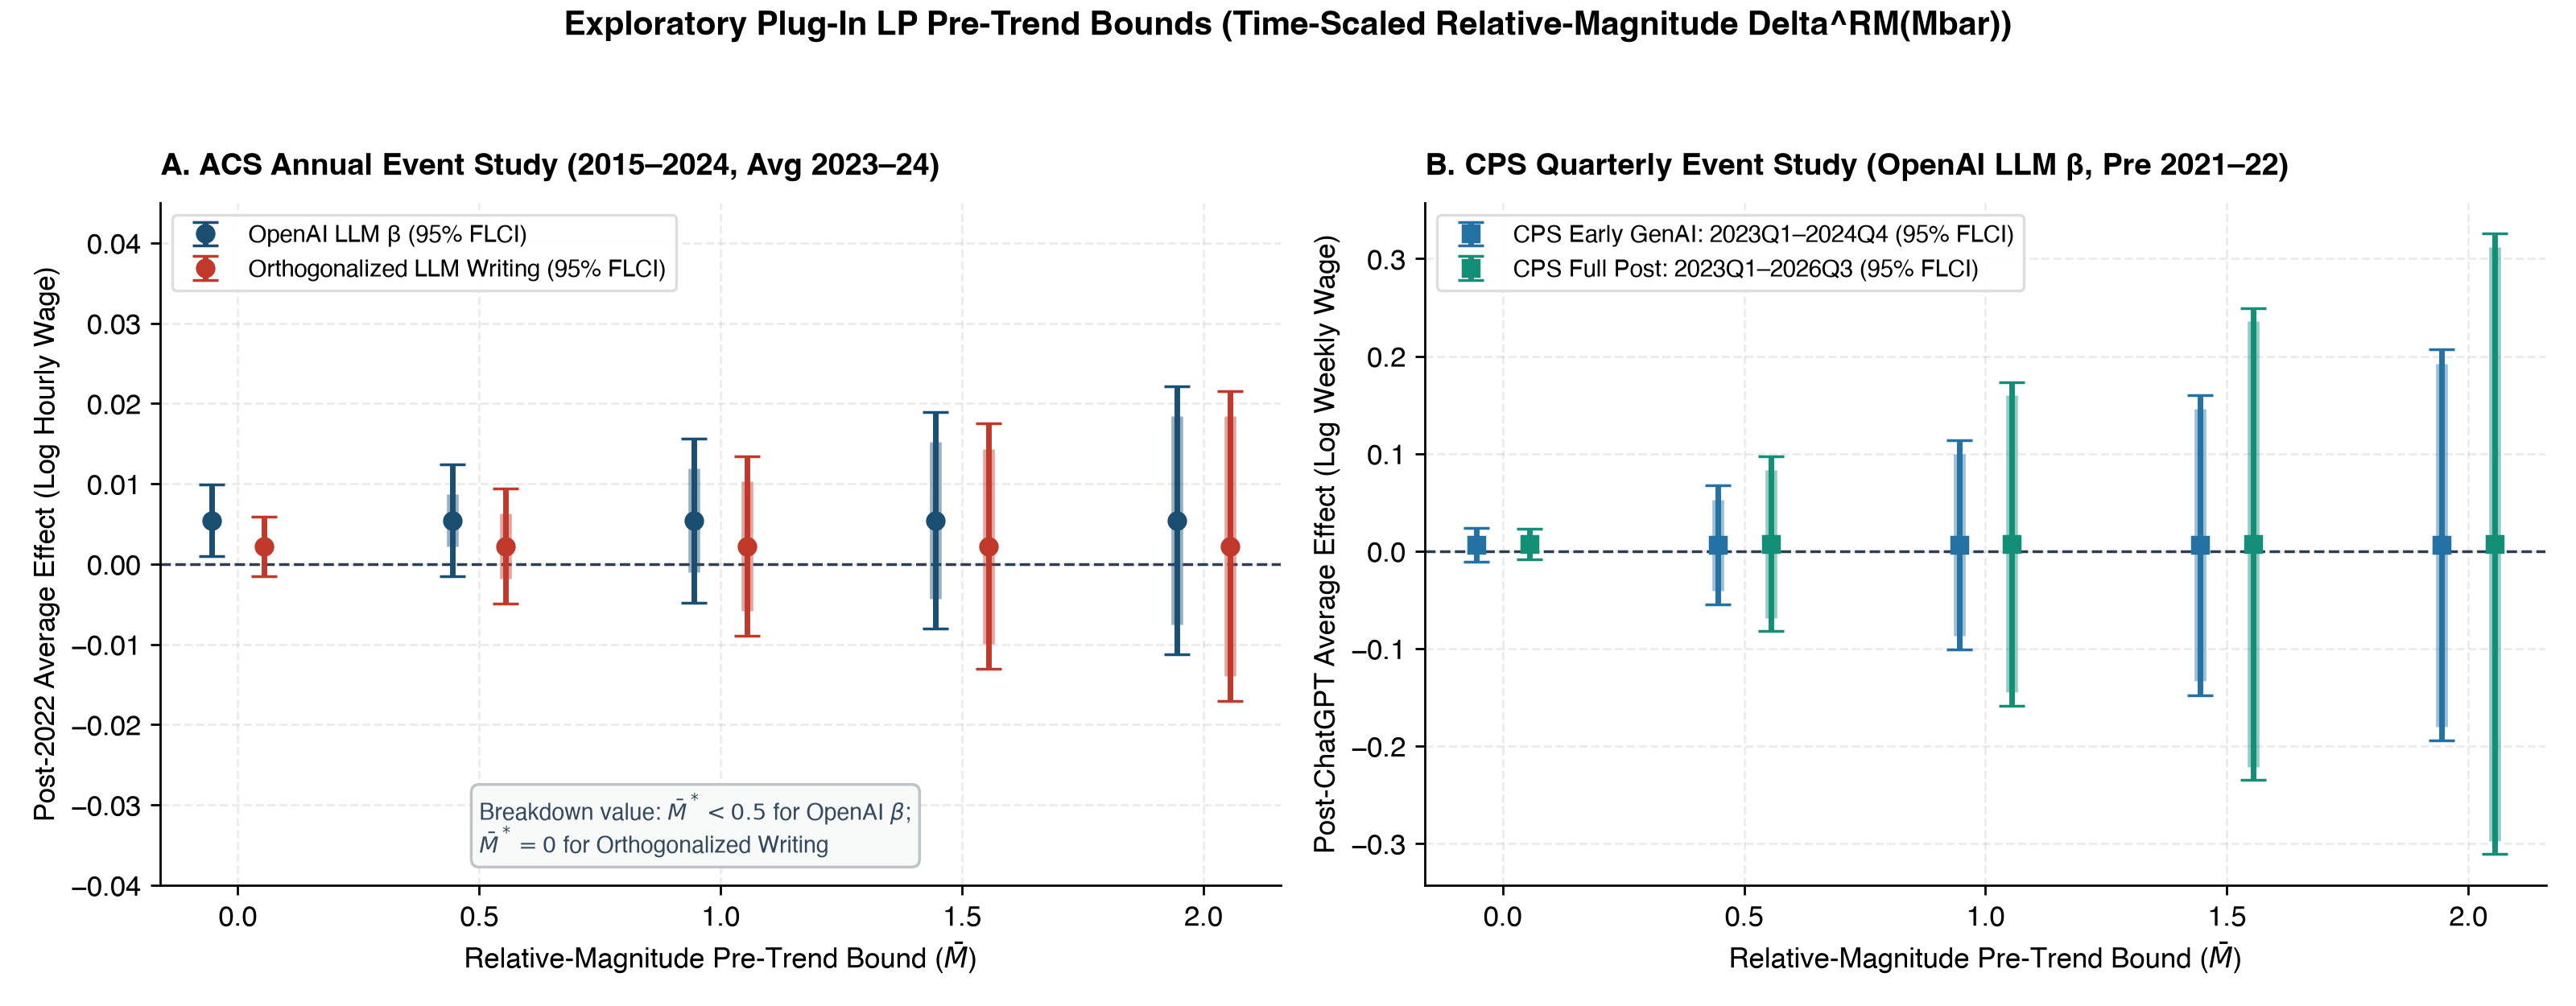 Exploratory Plug-In LP Pre-Trend Bounds (Time-Scaled Relative-Magnitude Delta^RM(Mbar))
A. ACS Annual Event Study (2015–2024, Avg 2023–24)
OpenAI LLM β (95% FLCI)
Orthogonalized LLM Writing (95% FLCI)
Post-2022 Average Effect (Log Hourly Wage)
0.04
0.03
0.02
0.01
0.00
−0.01
−0.02
−0.03
−0.04
Breakdown value: M̄* < 0.5 for OpenAI β;
M̄* = 0 for Orthogonalized Writing
0.0
0.5
1.0
1.5
2.0
Relative-Magnitude Pre-Trend Bound (M̄)
B. CPS Quarterly Event Study (OpenAI LLM β, Pre 2021–22)
CPS Early GenAI: 2023Q1–2024Q4 (95% FLCI)
CPS Full Post: 2023Q1–2026Q3 (95% FLCI)
Post-ChatGPT Average Effect (Log Weekly Wage)
0.3
0.2
0.1
0.0
−0.1
−0.2
−0.3
0.0
0.5
1.0
1.5
2.0
Relative-Magnitude Pre-Trend Bound (M̄)